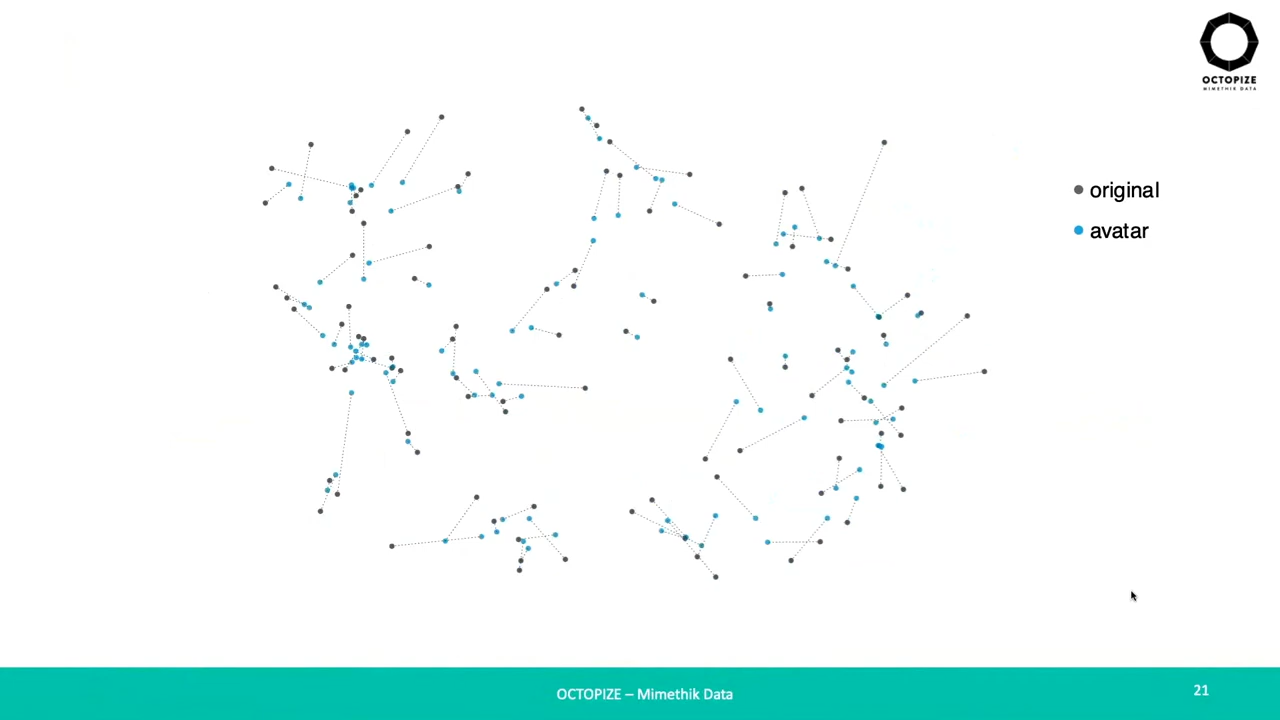 OCTOPIZE
MIMETHIK DATA
original
avatar
OCTOPIZE – Mimethik Data
21